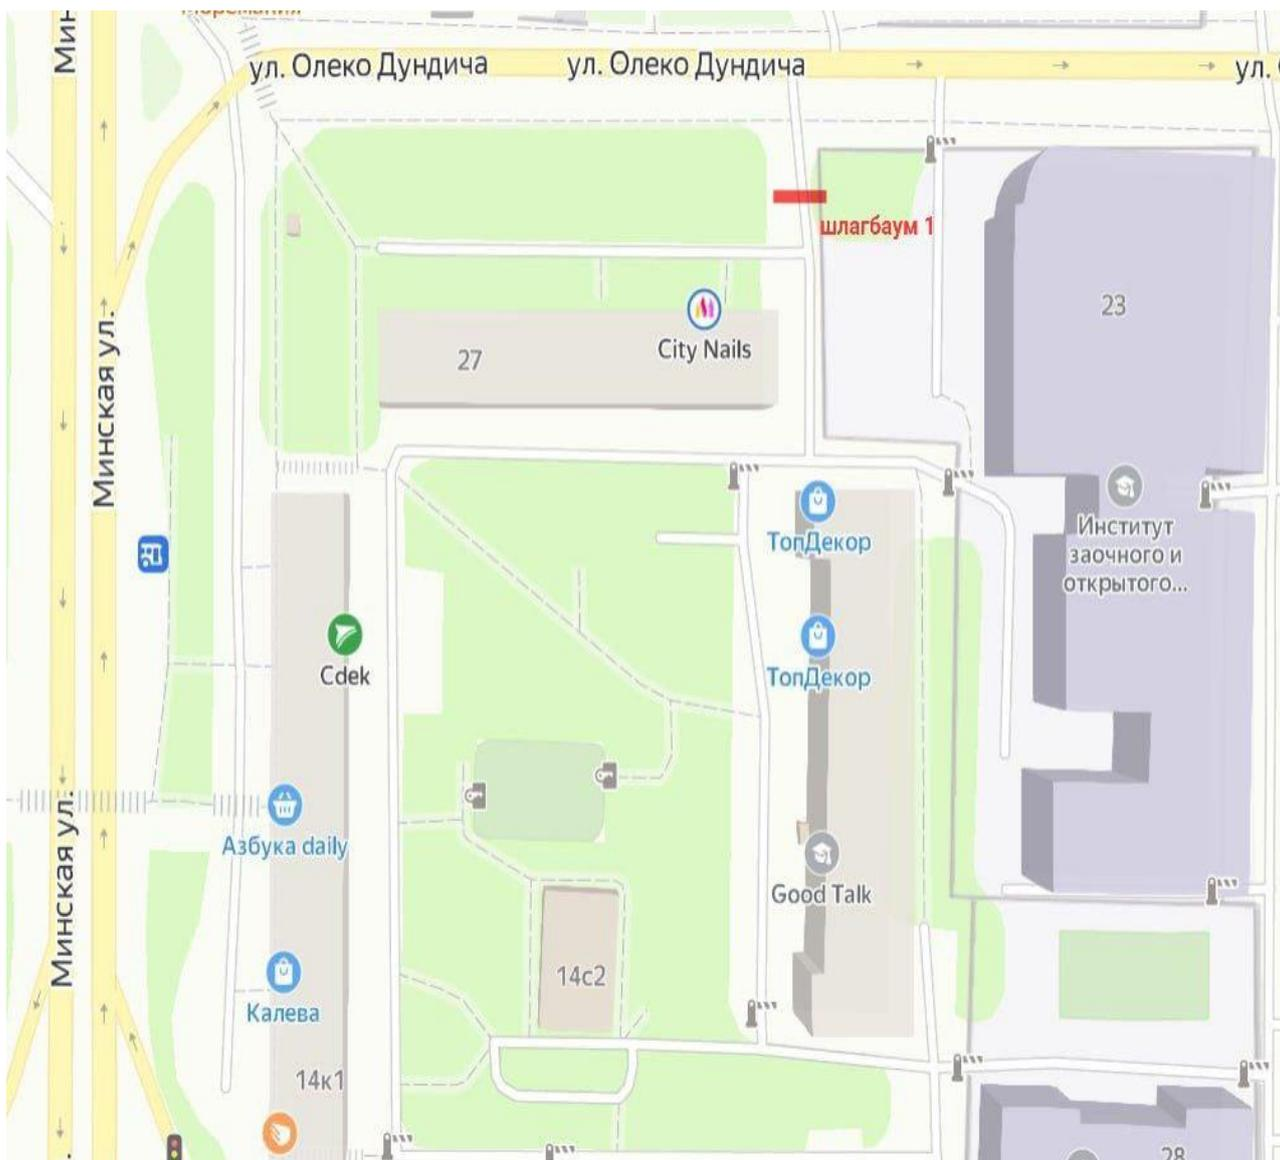 Мин
ул. Олеко Дундича
ул. Олеко Дундича
ул.
шлагбаум 1
Минская ул.
23
City Nails
27
ТопДекор
Институт
заочного и
открытого...
Cdek
ТопДекор
Минская ул.
Азбука daily
Good Talk
14с2
Калева
14к1
28